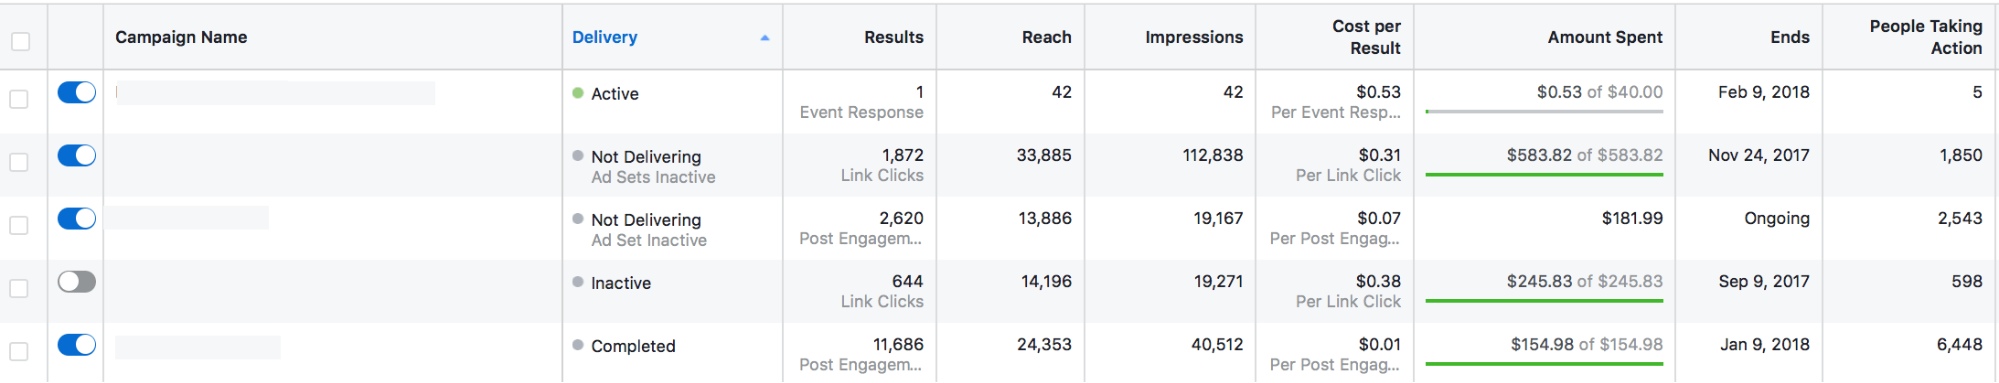 Campaign Name Delivery Results Reach Impressions Cost per Result Amount Spent Ends People Taking Action
Active 1 42 42 $0.53 $0.53 of $40.00 Feb 9, 2018 5
Event Response Per Event Resp...
Not Delivering 1,872 33,885 112,838 $0.31 $583.82 of $583.82 Nov 24, 2017 1,850
Ad Sets Inactive Link Clicks Per Link Click
Not Delivering 2,620 13,886 19,167 $0.07 $181.99 Ongoing 2,543
Ad Set Inactive Post Engagem... Per Post Engag...
Inactive 644 14,196 19,271 $0.38 $245.83 of $245.83 Sep 9, 2017 598
Link Clicks Per Link Click
Completed 11,686 24,353 40,512 $0.01 $154.98 of $154.98 Jan 9, 2018 6,448
Post Engagem... Per Post Engag...